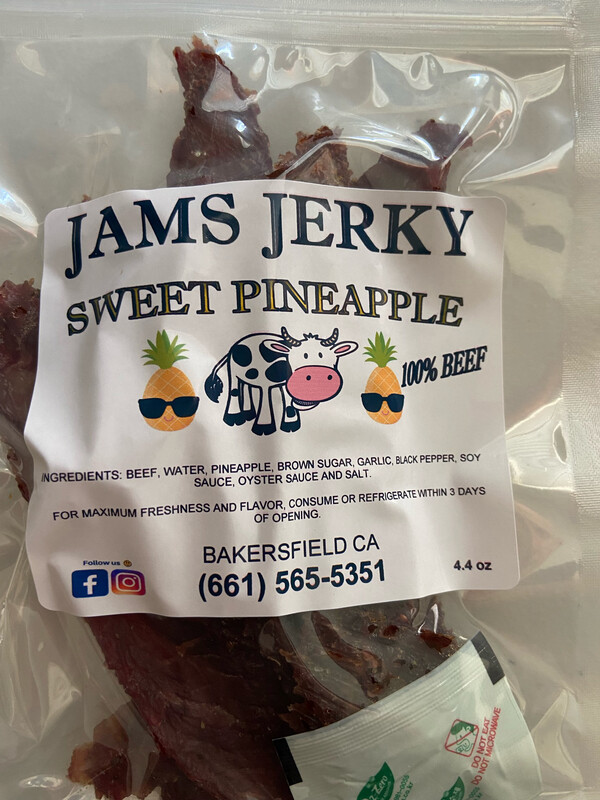 JAMS JERKY
SWEET PINEAPPLE
100% BEEF
INGREDIENTS: BEEF, WATER, PINEAPPLE, BROWN SUGAR, GARLIC, BLACK PEPPER, SOY
SAUCE, OYSTER SAUCE AND SALT.
FOR MAXIMUM FRESHNESS AND FLAVOR, CONSUME OR REFRIGERATE WITHIN 3 DAYS
OF OPENING.
BAKERSFIELD CA
(661) 565-5351
Follow us
4.4 oz
DO NOT EAT
DO NOT MICROWAVE